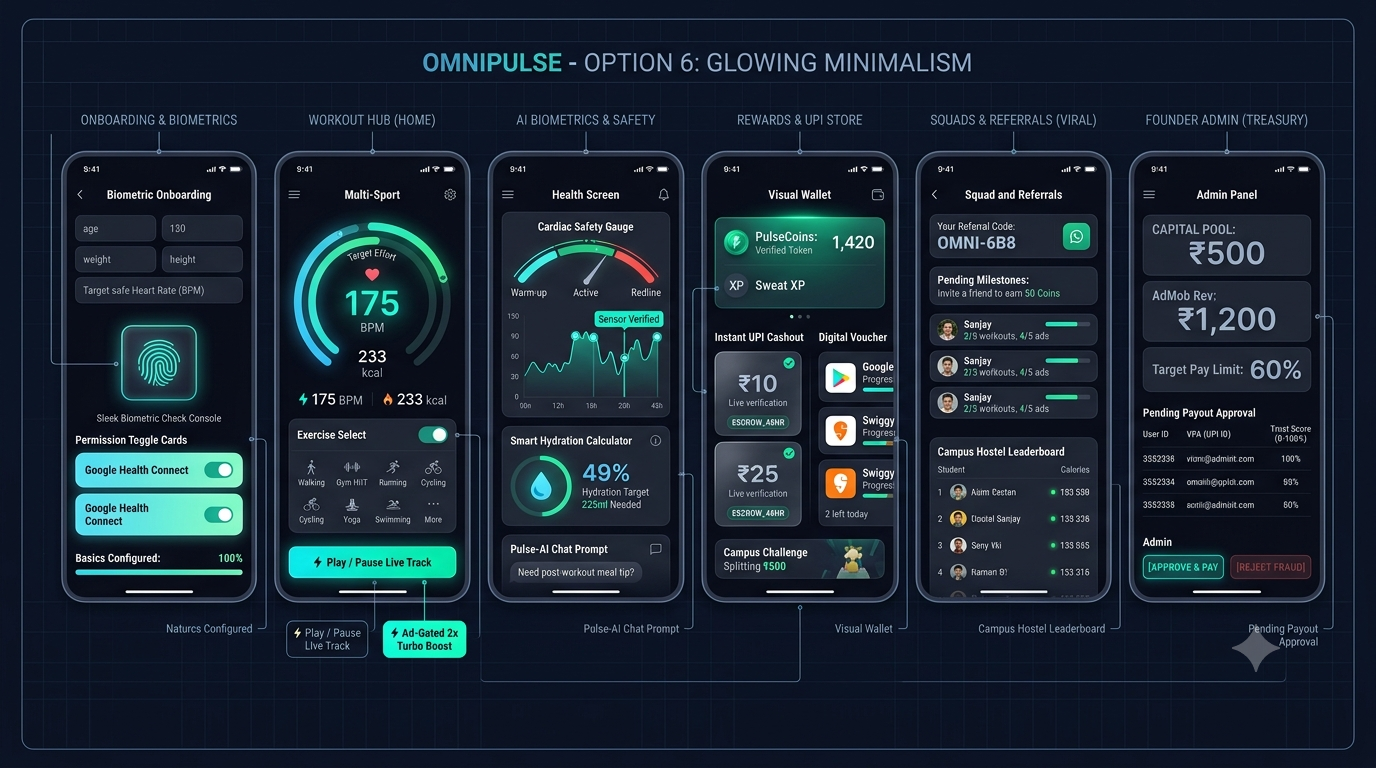 OMNIPULSE - OPTION 6: GLOWING MINIMALISM
ONBOARDING & BIOMETRICS
9:41
Biometric Onboarding
age
130
weight
height
Target safe Heart Rate (BPM)
Sleek Biometric Check Console
Permission Toggle Cards
Google Health Connect
Google Health
Connect
Basics Configured: 100%
Naturcs Configured
WORKOUT HUB (HOME)
9:41
Multi-Sport
Target Effort
175
BPM
233
kcal
175 BPM
233 kcal
Exercise Select
Walking
Cycling
Cycling
Yoga
Swimming
More
Play / Pause Live Track
Play / Pause
Live Track
Ad-Gated 2x
Turbo Boost
AI BIOMETRICS & SAFETY
9:41
Health Screen
Cardiac Safety Gauge
Warm-up
Active
Redline
Sensor Verified
150
90
60
30
0
00n
12h
18h
20h
Smart Hydration Calculator
49%
Hydration Target
225ml Needed
Pulse-AI Chat Prompt
Need post-workout meal tip?
Pulse-AI Chat Prompt
REWARDS & UPI STORE
9:41
Visual Wallet
PulseCoins: 1,420
Verified Token
XP Sweat XP
Instant UPI Cashout
Digital Voucher
₹10
Live verification
₹25
Live verification
Google
Progres
Swiggy
Progres
Swiggy
Progres
2 left today
Campus Challenge
Splitting ₹500
Visual Wallet
SQUADS & REFERRALS (VIRAL)
9:41
Squad and Referrals
Your Referral Code:
OMNI-6B8
Pending Milestones:
Invite a friend to earn 50 Coins
Sanjay
workouts, 4/5 ads
Sanjay
2/3 workouts, 4/5 ads
Sanjay
2/3 workouts, 4/5 ads
Campus Hostel Leaderboard
Student
Calories
1
2
3
4
Campus Hostel Leaderboard
FOUNDER ADMIN (TREASURY)
9:41
Admin Panel
CAPITAL POOL:
₹500
AdMob Rev:
₹1,200
Target Pay Limit: 60%
Pending Payout Approval
User ID
VPA (UPI ID)
Trust Score
100%
60%
Admin
[APPROVE & PAY]
[REJECT FRAUD]
Pending Payout
Approval